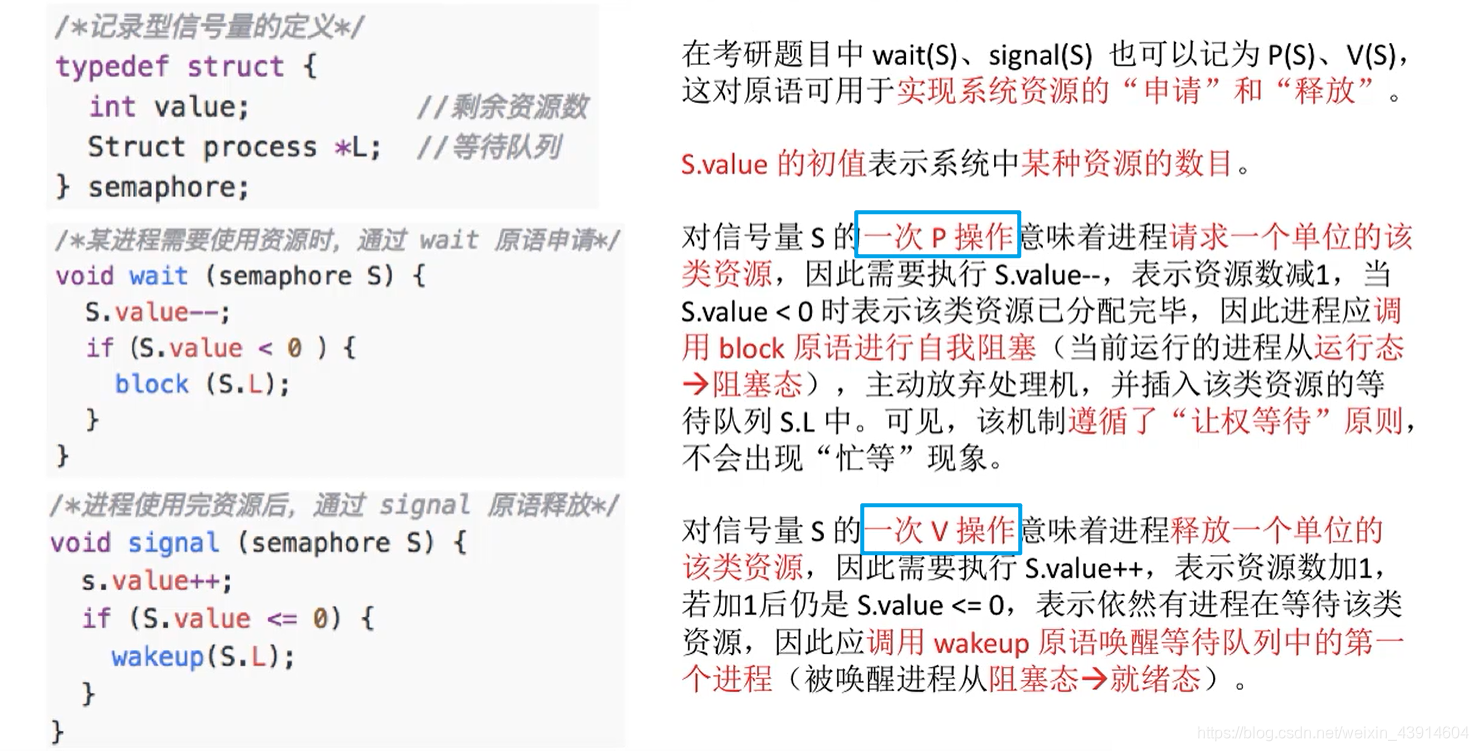 /*记录型信号量的定义*/
typedef struct {
int value; //剩余资源数
Struct process *L; //等待队列
} semaphore;
/*某进程需要使用资源时，通过 wait 原语申请*/
void wait (semaphore S) {
S.value--;
if (S.value < 0 ) {
block (S.L);
}
}
/*进程使用完资源后，通过 signal 原语释放*/
void signal (semaphore S) {
s.value++;
if (S.value <= 0) {
wakeup(S.L);
}
}
在考研题目中 wait(S)、signal(S) 也可以记为 P(S)、V(S)，
这对原语可用于实现系统资源的“申请”和“释放”。
S.value 的初值表示系统中某种资源的数目。
对信号量 S 的一次 P 操作意味着进程请求一个单位的该
类资源，因此需要执行 S.value--，表示资源数减1，当
S.value < 0 时表示该类资源已分配完毕，因此进程应调
用 block 原语进行自我阻塞（当前运行的进程从运行态
→阻塞态），主动放弃处理机，并插入该类资源的等
待队列 S.L 中。可见，该机制遵循了“让权等待”原则，
不会出现“忙等”现象。
对信号量 S 的一次 V 操作意味着进程释放一个单位的
该类资源，因此需要执行 S.value++，表示资源数加1，
若加1后仍是 S.value <= 0，表示依然有进程在等待该类
资源，因此应调用 wakeup 原语唤醒等待队列中的第一
个进程（被唤醒进程从阻塞态→就绪态）。
https://blog.csdn.net/weixin_43914604